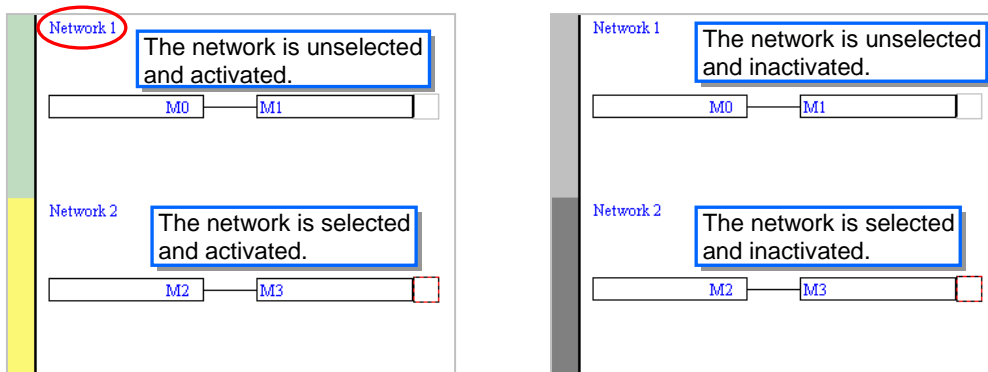 Network 1
The network is unselected
and activated.
M0 M1
Network 2
The network is selected
and activated.
M2 M3
Network 1
The network is unselected
and inactivated.
M0 M1
Network 2
The network is selected
and inactivated.
M2 M3